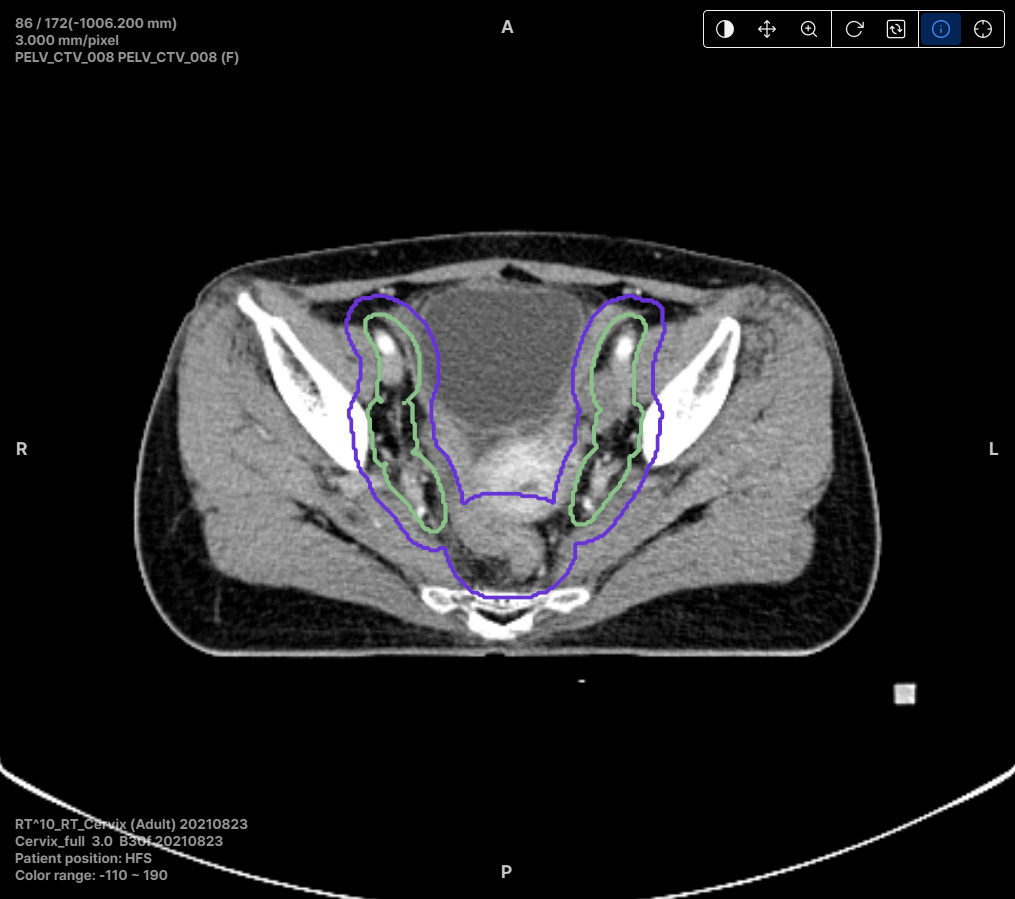 86 / 172(-1006.200 mm)
3.000 mm/pixel
PELV_CTV_008 PELV_CTV_008 (F)
A
R
L
RT^10_RT_Cervix (Adult) 20210823
Cervix_full 3.0 B30f 20210823
Patient position: HFS
Color range: -110 ~ 190
P